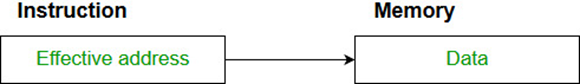 Instruction
Memory
Effective address
Data